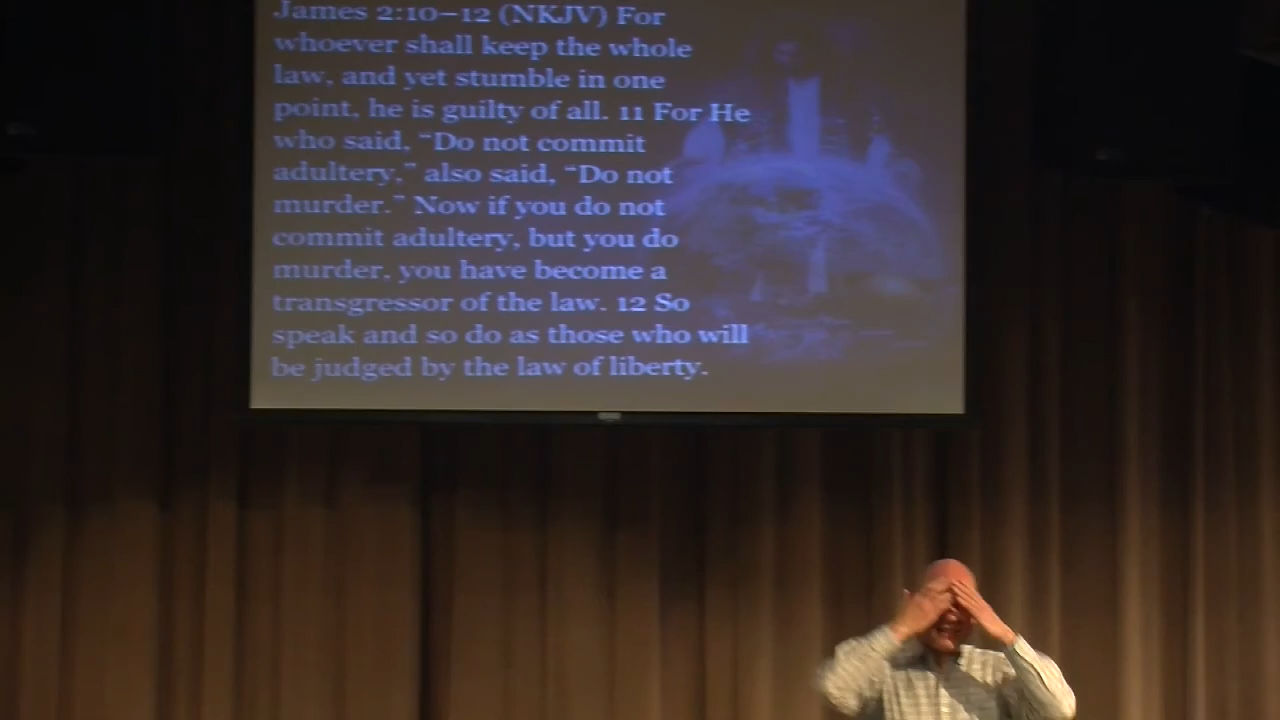 James 2:10–12 (NKJV) For
whoever shall keep the whole
law, and yet stumble in one
point, he is guilty of all. 11 For He
who said, “Do not commit
adultery,” also said, “Do not
murder.” Now if you do not
commit adultery, but you do
murder, you have become a
transgressor of the law. 12 So
speak and so do as those who will
be judged by the law of liberty.